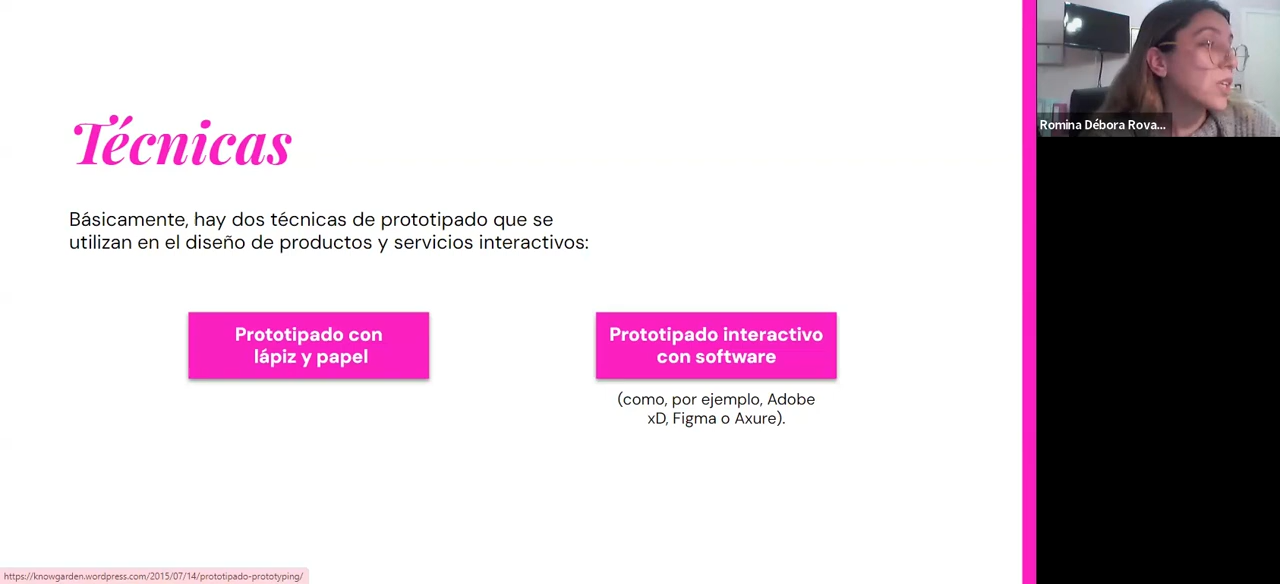 Técnicas
Básicamente, hay dos técnicas de prototipado que se
utilizan en el diseño de productos y servicios interactivos:
Prototipado con
lápiz y papel
Prototipado interactivo
con software
(como, por ejemplo, Adobe
xD, Figma o Axure).
Romina Débora Rova...
https://knowgarden.wordpress.com/2015/07/14/prototipado-prototyping/